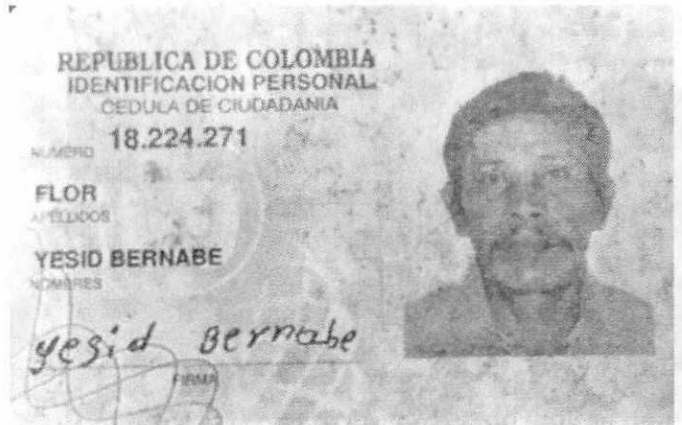 REPUBLICA DE COLOMBIA
IDENTIFICACION PERSONAL
CEDULA DE CIUDADANIA
NUMERO 18.224.271
FLOR
APELLIDOS
YESID BERNABE
NOMBRES
yesid Bernabe
FIRMA